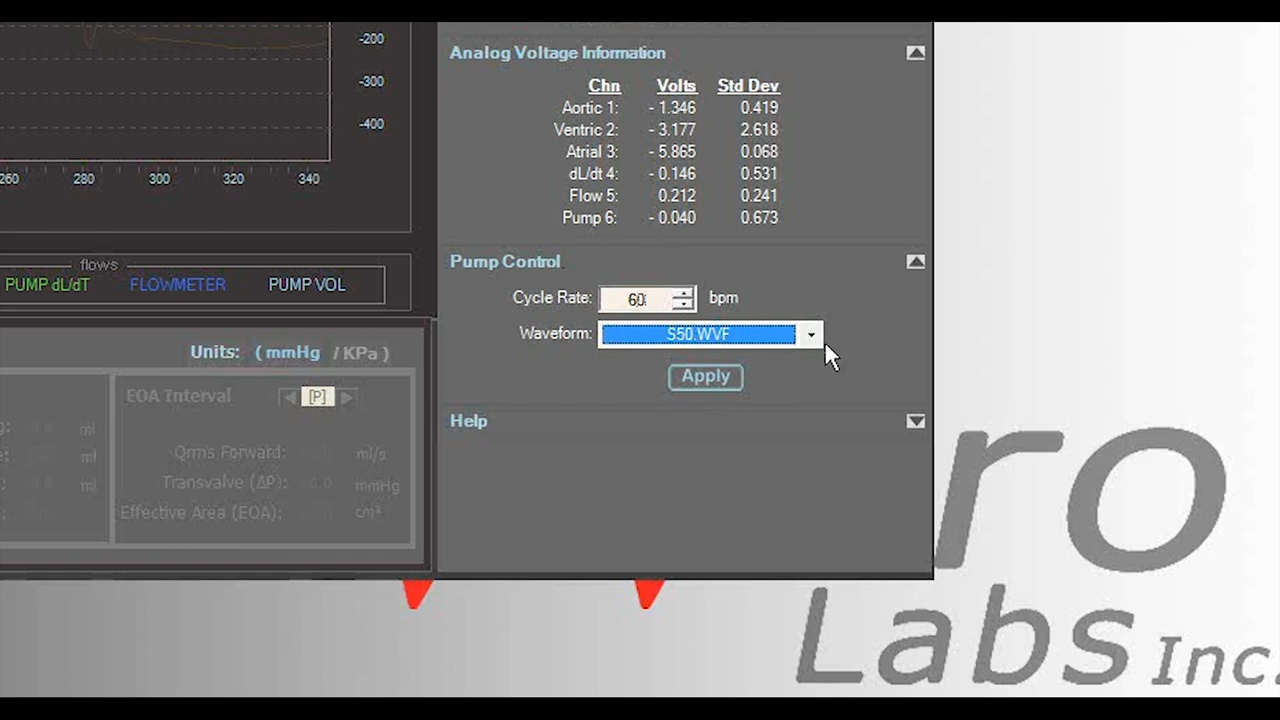 -200
-300
-400
260 280 300 320 340
flows
PUMP dL/dT FLOWMETER PUMP VOL
Units: ( mmHg / KPa )
EOA Interval [P]
ml
Qrms Forward: ml/s
ml
Transvalve (ΔP): mmHg
ml
Effective Area (EOA): cm²
Analog Voltage Information
Chn Volts Std Dev
Aortic 1: - 1.346 0.419
Ventric 2: - 3.177 2.618
Atrial 3: - 5.865 0.068
dL/dt 4: - 0.146 0.531
Flow 5: 0.212 0.241
Pump 6: - 0.040 0.673
Pump Control
Cycle Rate: 60 bpm
Waveform: S50.WVF
Apply
Help
ro
Labs Inc.